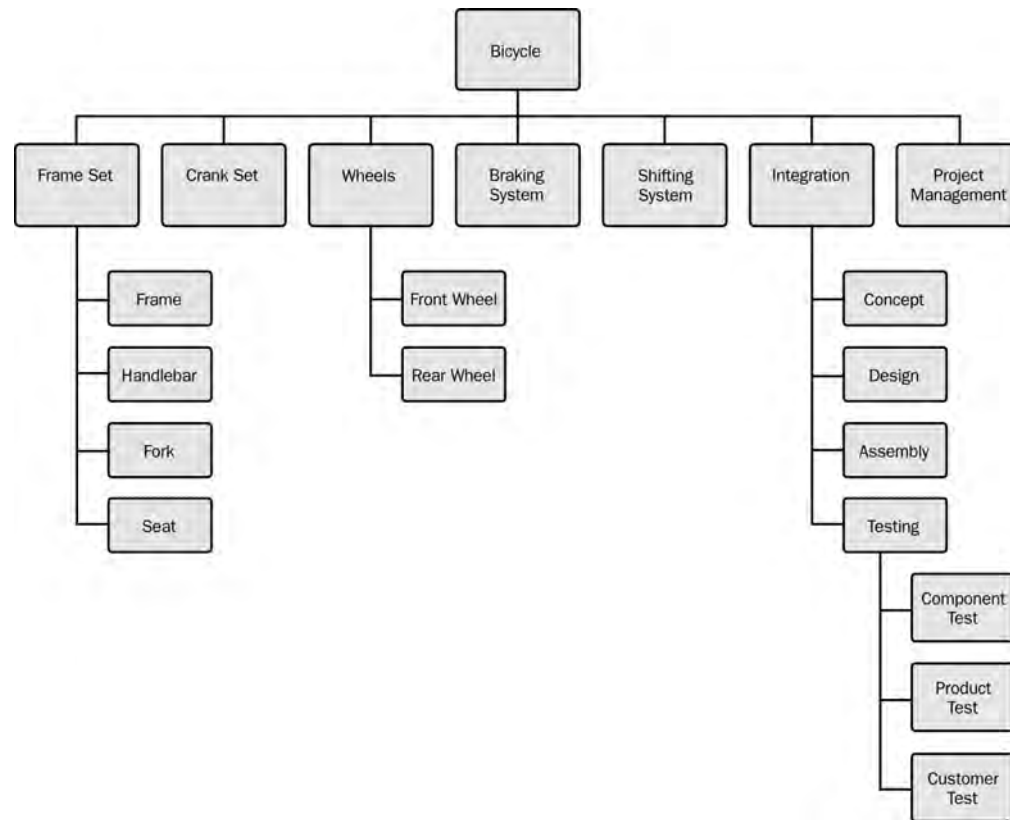 Bicycle
Frame Set
Crank Set
Wheels
Braking
System
Shifting
System
Integration
Project
Management
Frame
Handlebar
Fork
Seat
Front Wheel
Rear Wheel
Concept
Design
Assembly
Testing
Component
Test
Product
Test
Customer
Test